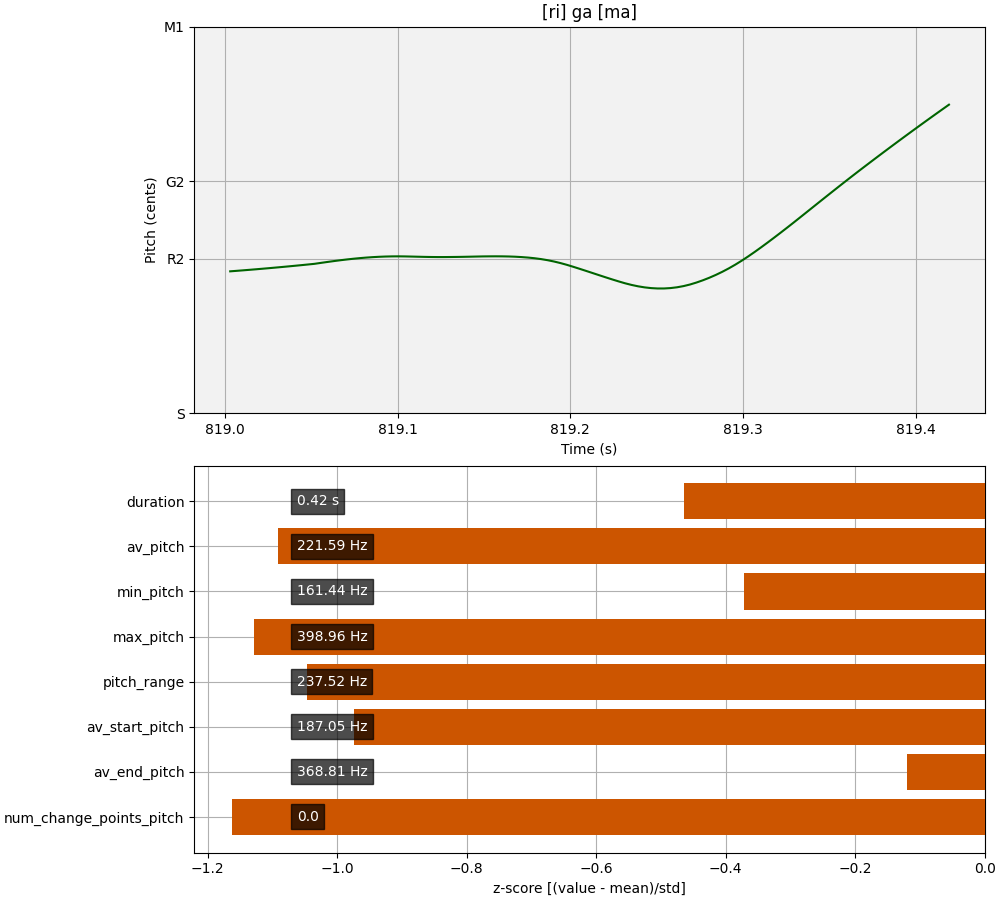 [ri] ga [ma]
M1
G2
R2
S
Pitch (cents)
819.0 819.1 819.2 819.3 819.4
Time (s)
duration 0.42 s
av_pitch 221.59 Hz
min_pitch 161.44 Hz
max_pitch 398.96 Hz
pitch_range 237.52 Hz
av_start_pitch 187.05 Hz
av_end_pitch 368.81 Hz
num_change_points_pitch 0.0
−1.2 −1.0 −0.8 −0.6 −0.4 −0.2 0.0
z-score [(value - mean)/std]